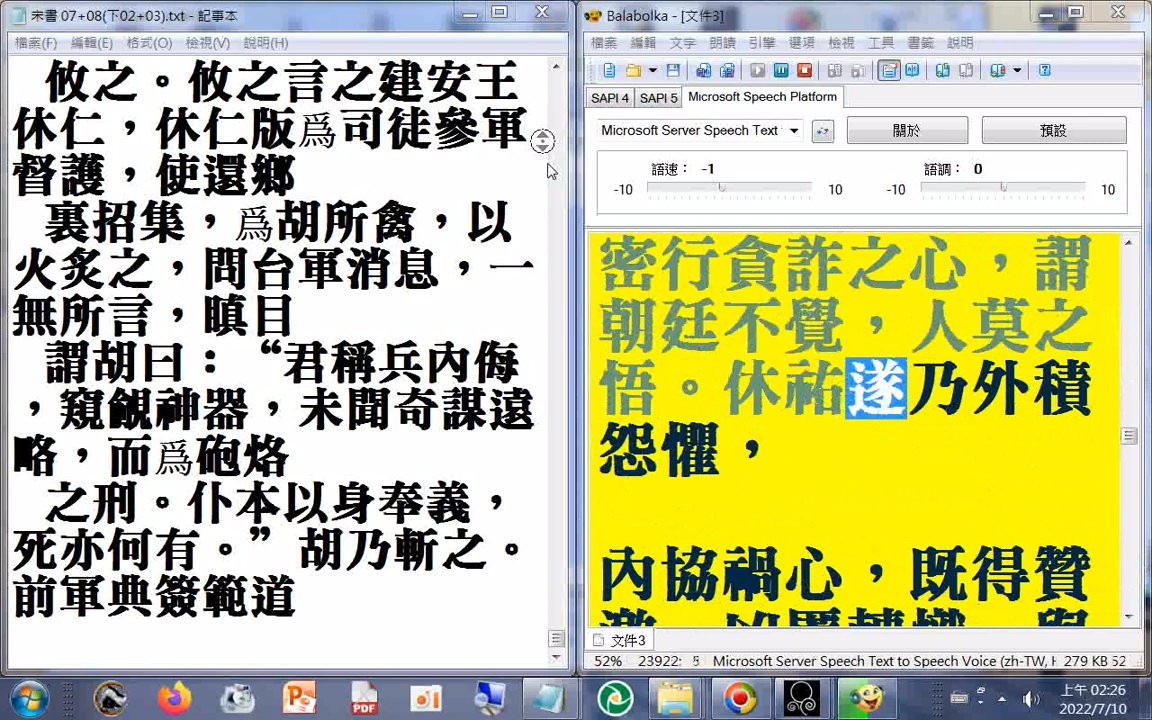 宋書 07+08(下02+03).txt - 記事本
檔案(F) 編輯(E) 格式(O) 檢視(V) 說明(H)
攸之。攸之言之建安王
休仁，休仁版爲司徒參軍
督護，使還鄉
裏招集，爲胡所禽，以
火炙之，問台軍消息，一
無所言，瞋目
謂胡曰：“君稱兵內侮
，窺覦神器，未聞奇謀遠
略，而爲砲烙
之刑。仆本以身奉義，
死亦何有。”胡乃斬之。
前軍典簽範道
Balabolka - [文件3]
檔案 編輯 文字 朗讀 引擎 選項 檢視 工具 書籤 說明
SAPI 4 SAPI 5 Microsoft Speech Platform
Microsoft Server Speech Text 關於 預設
語速： -1 語調： 0
-10 10 -10 10
密行貪詐之心，謂
朝廷不覺，人莫之
悟。休祐遂乃外積
怨懼，
內協禍心，既得贊
文件3
52% 23922: 5 Microsoft Server Speech Text to Speech Voice (zh-TW, H 279 KB 52
上午 02:26
2022/7/10